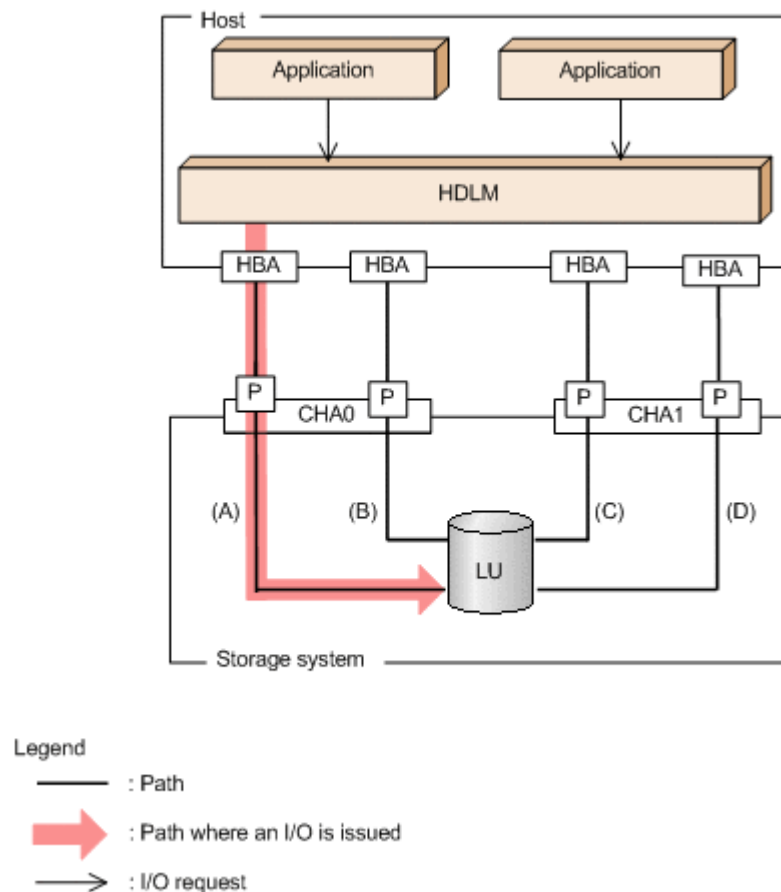 Host
Application
Application
HDLM
HBA
HBA
HBA
HBA
P
P
P
P
CHA0
CHA1
(A)
(B)
(C)
(D)
LU
Storage system
Legend
: Path
: Path where an I/O is issued
: I/O request